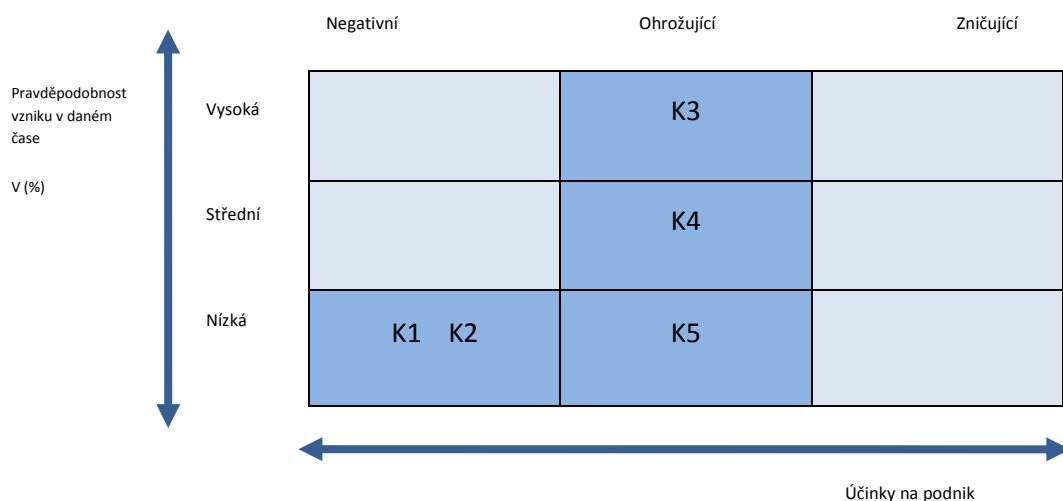 Negativní Ohrožující Zničující
Pravděpodobnost
vzniku v daném
čase
V (%)
Vysoká K3
Střední K4
Nízká K1 K2 K5
Účinky na podnik